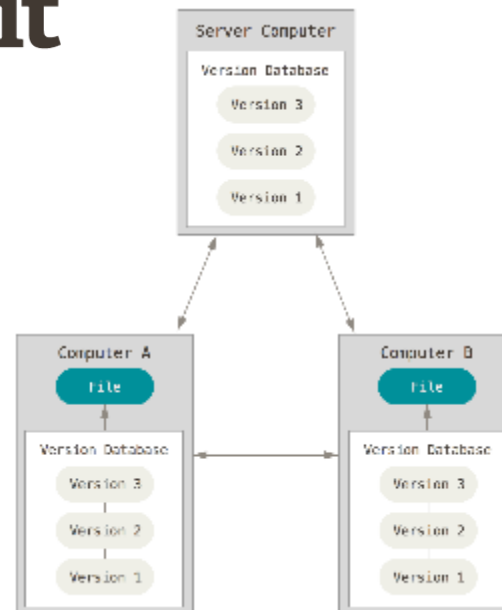 it
Server Computer
Version Database
Version 3
Version 2
Version 1
Computer A
File
Version Database
Version 3
Version 2
Version 1
Computer B
File
Version Database
Version 3
Version 2
Version 1